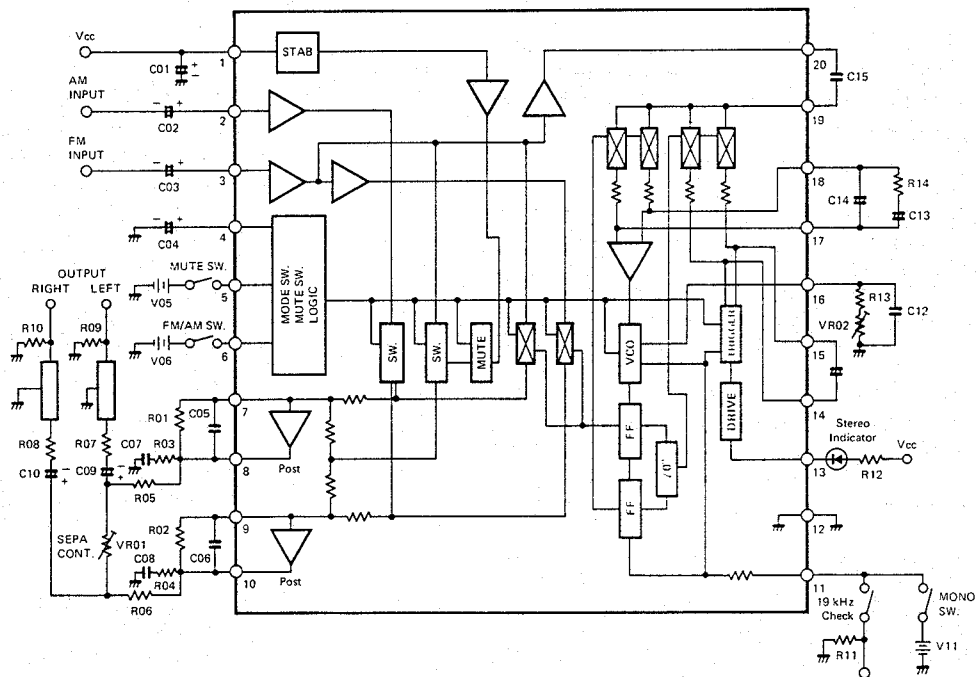 Vcc
C01
1
STAB
20
C15
AM
INPUT
C02
2
19
FM
INPUT
C03
3
18
R14
C14
C13
C04
4
17
MUTE SW.
V05
5
MODE SW.
MUTE SW.
LOGIC
16
R13
VR02
C12
OUTPUT
RIGHT
LEFT
R10
R09
FM/AM SW.
V06
6
SW.
SW.
MUTE
VCO
TRIGGER
15
R01
C05
7
14
R08
R07
C07
R03
8
Post
FF
DRIVE
Stereo
Indicator
Vcc
C10
C09
R05
13
R12
R02
9
FF
12
SEPA
CONT.
VR01
C08
R04
C06
10
Post
R06
11
19 kHz
Check
MONO
SW.
R11
V11